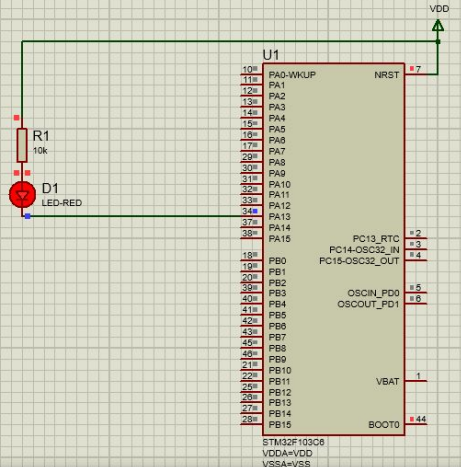 VDD
U1
10 PA0-WKUP
11 PA1
12 PA2
13 PA3
14 PA4
15 PA5
16 PA6
17 PA7
29 PA8
30 PA9
31 PA10
32 PA11
33 PA12
34 PA13
37 PA14
38 PA15
18 PB0
19 PB1
20 PB2
39 PB3
40 PB4
41 PB5
42 PB6
43 PB7
45 PB8
46 PB9
21 PB10
22 PB11
25 PB12
26 PB13
27 PB14
28 PB15
NRST 7
PC13_RTC 2
PC14-OSC32_IN 3
PC15-OSC32_OUT 4
OSCIN_PD0 5
OSCOUT_PD1 6
VBAT 1
BOOT0 44
R1
10k
D1
LED-RED
STM32F103C6
VDDA=VDD
VSSA=VSS